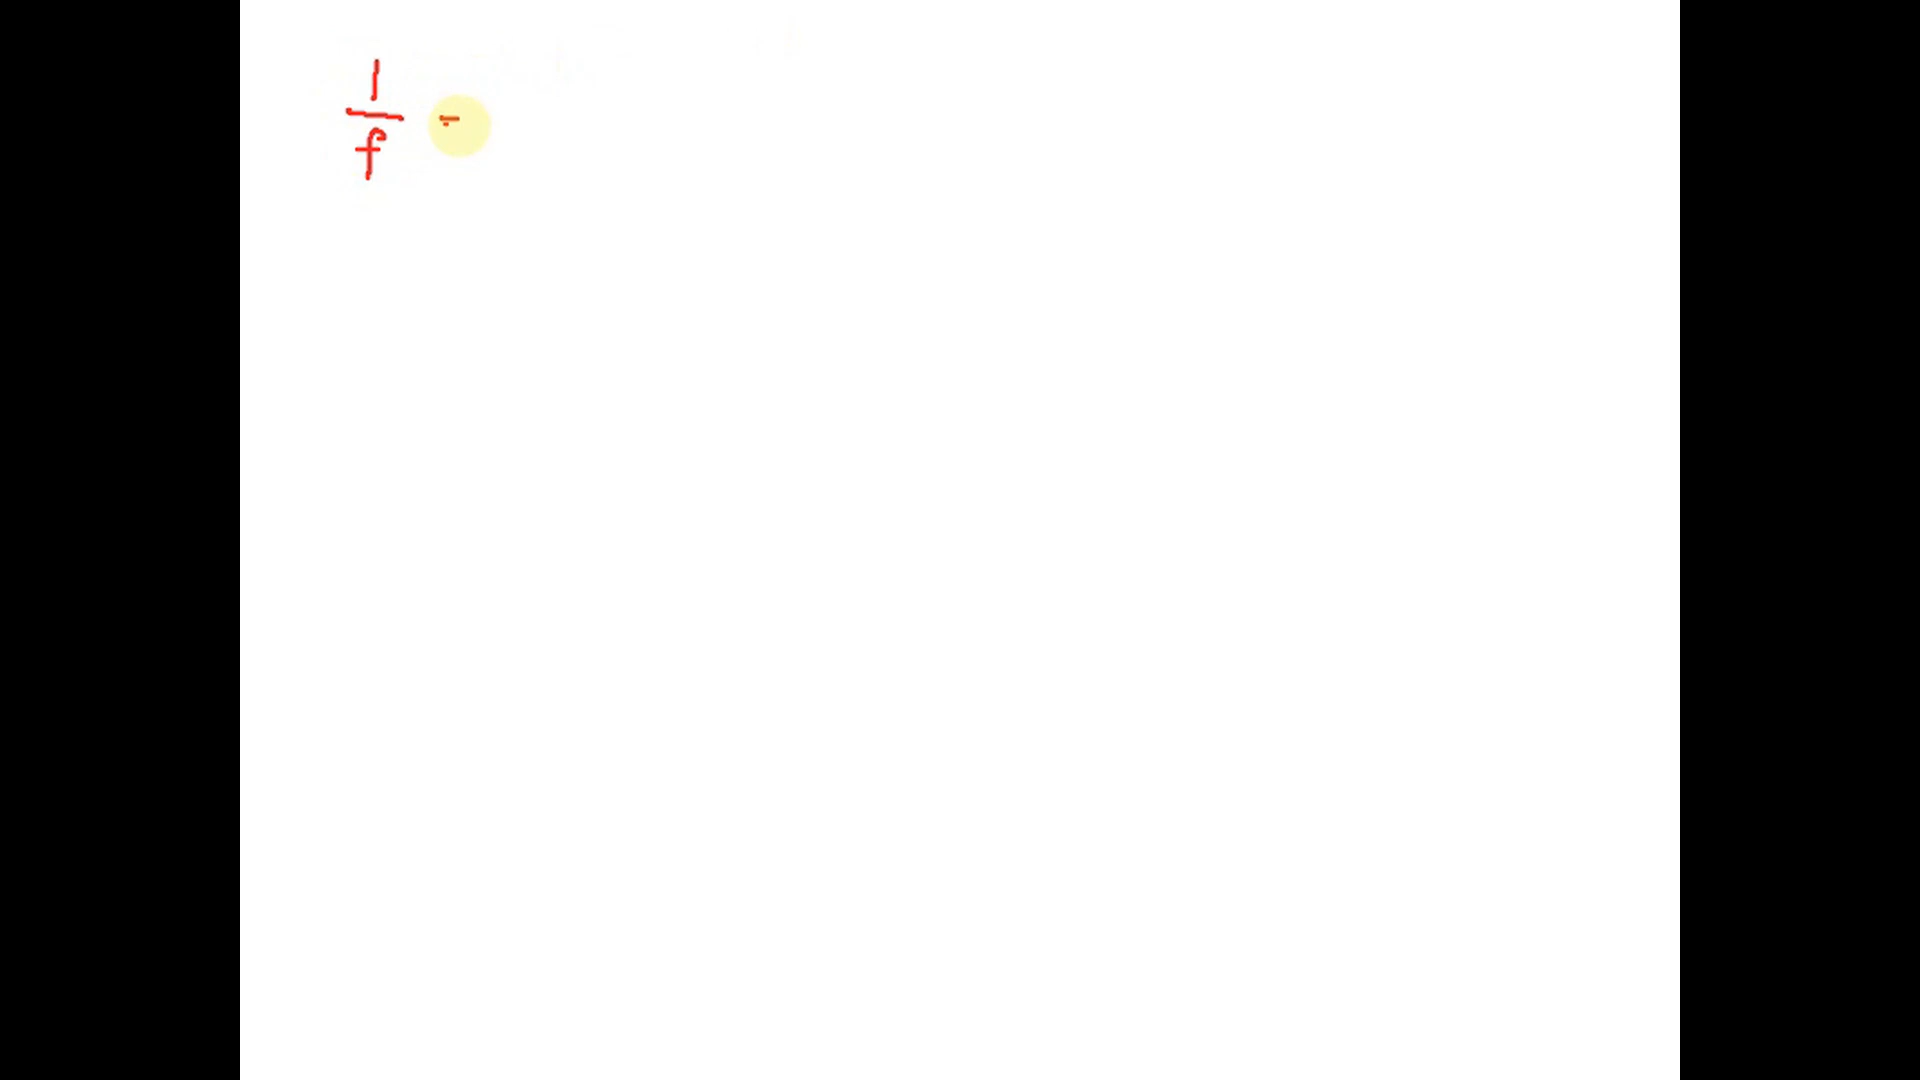 1/f =